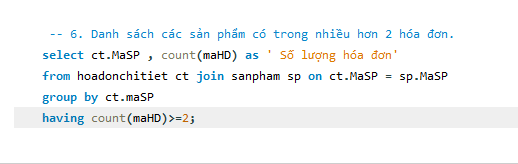 -- 6. Danh sách các sản phẩm có trong nhiều hơn 2 hóa đơn.
select ct.MaSP , count(maHD) as ' Số lượng hóa đơn'
from hoadonchitiet ct join sanpham sp on ct.MaSP = sp.MaSP
group by ct.maSP
having count(maHD)>=2;